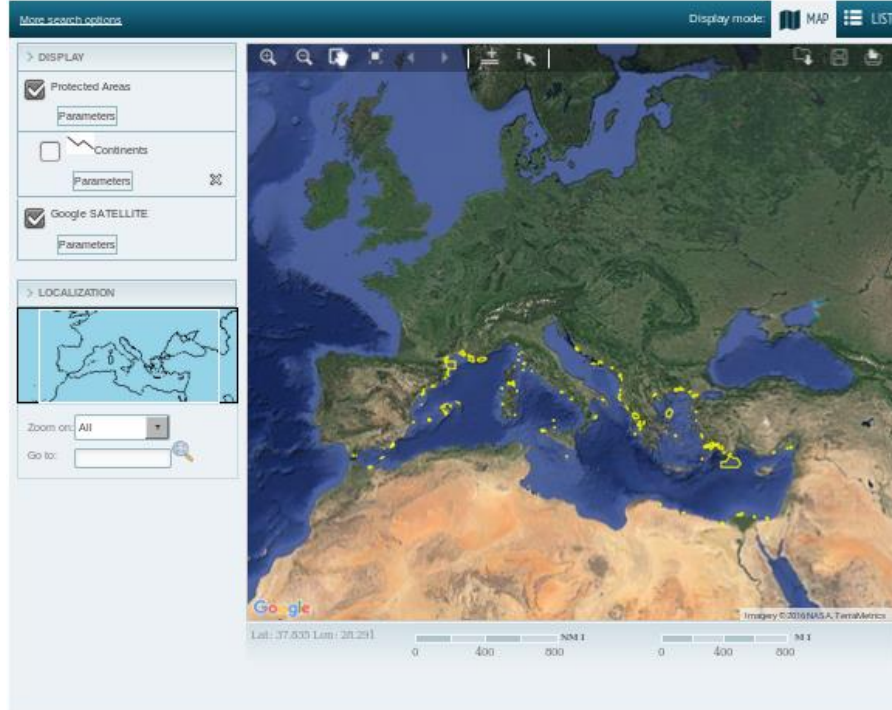 More search options
Display mode:
MAP
LIST
> DISPLAY
Protected Areas
Parameters
Continents
Parameters
Google SATELLITE
Parameters
> LOCALIZATION
Zoom on: All
Go to:
Google
Imagery ©2016 NASA, TerraMetrics
Lat: 37.835 Lon: 28.291
NM I
0 400 800
M I
0 400 800